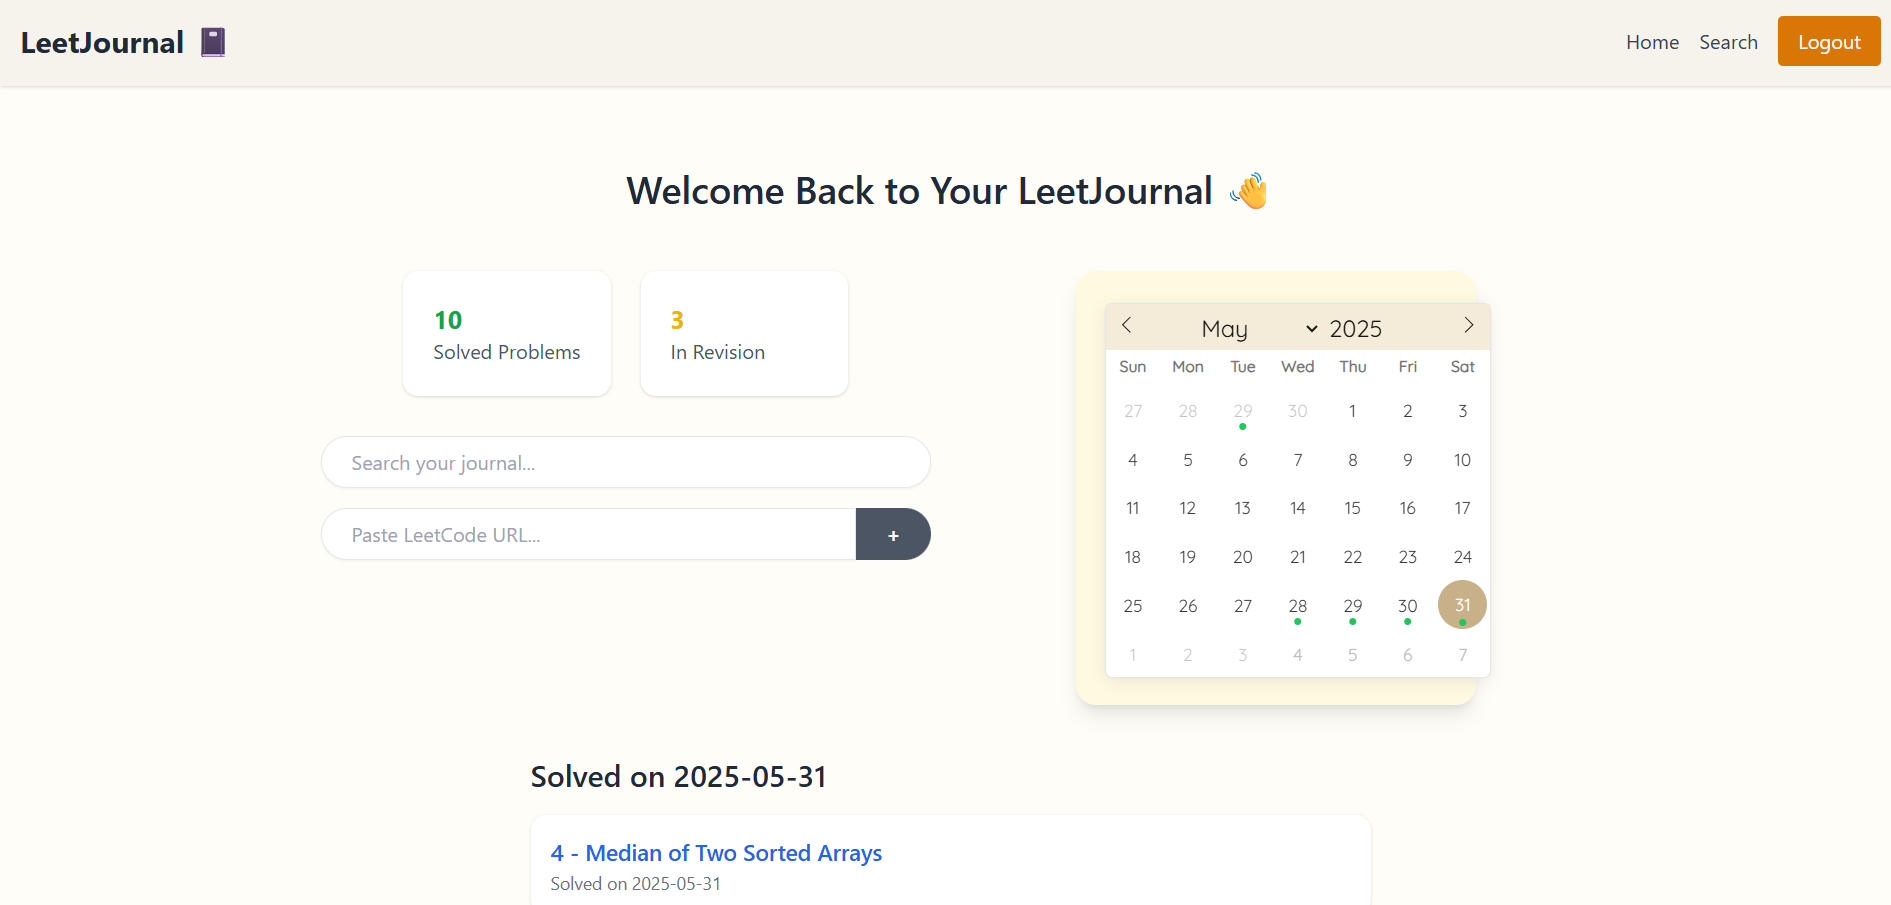 LeetJournal
Home Search Logout
Welcome Back to Your LeetJournal
10
Solved Problems
3
In Revision
Search your journal...
Paste LeetCode URL...
+
May 2025
Sun Mon Tue Wed Thu Fri Sat
27 28 29 30 1 2 3
4 5 6 7 8 9 10
11 12 13 14 15 16 17
18 19 20 21 22 23 24
25 26 27 28 29 30 31
1 2 3 4 5 6 7
Solved on 2025-05-31
4 - Median of Two Sorted Arrays
Solved on 2025-05-31